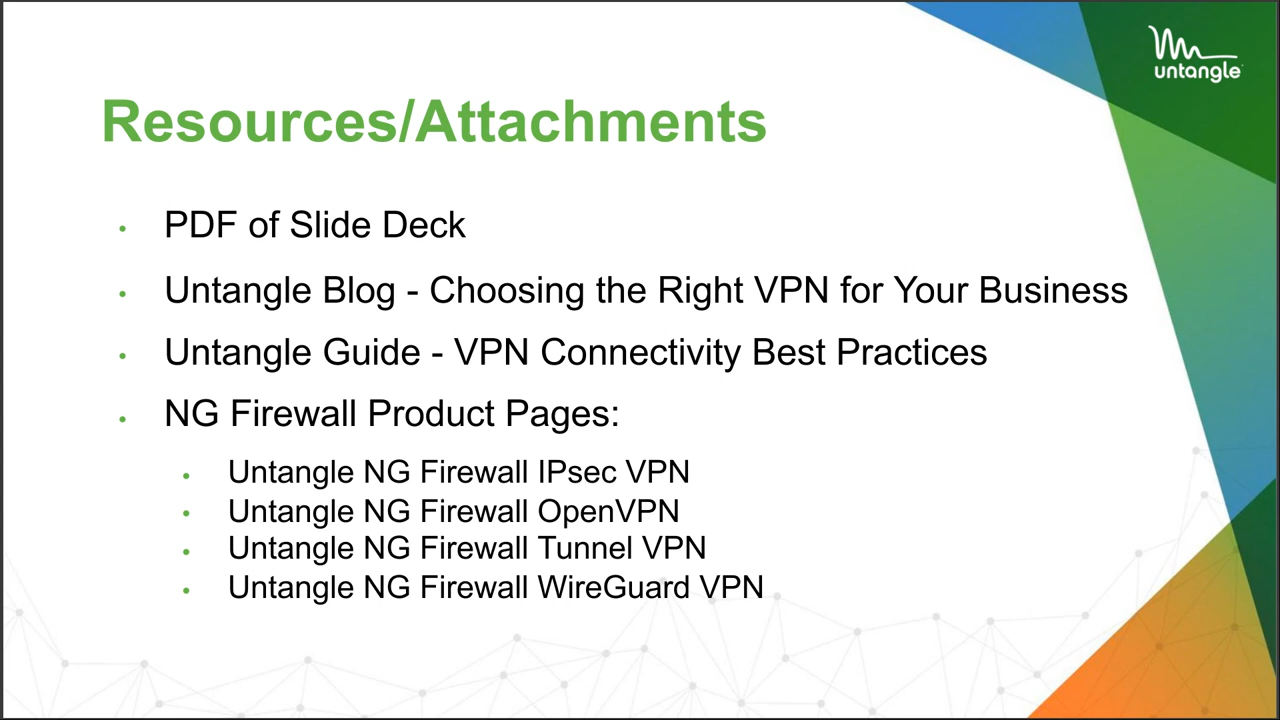 untangle
Resources/Attachments
• PDF of Slide Deck
• Untangle Blog - Choosing the Right VPN for Your Business
• Untangle Guide - VPN Connectivity Best Practices
• NG Firewall Product Pages:
• Untangle NG Firewall IPsec VPN
• Untangle NG Firewall OpenVPN
• Untangle NG Firewall Tunnel VPN
• Untangle NG Firewall WireGuard VPN